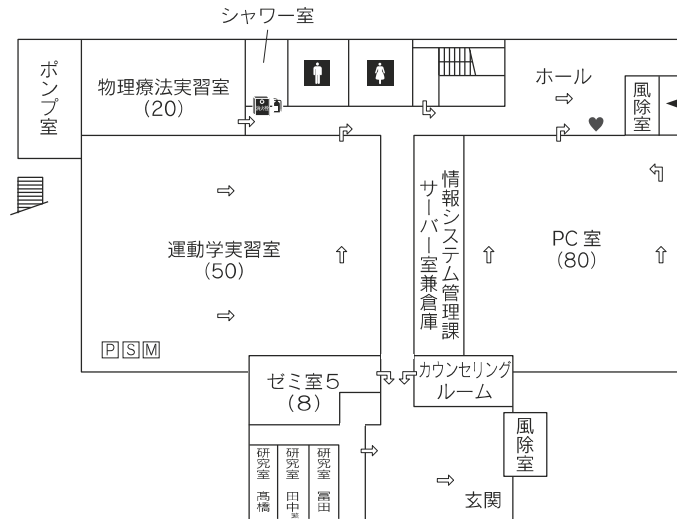 シャワー室
ポンプ室
物理療法実習室
(20)
ホール
風除室
運動学実習室
(50)
情報システム管理課
サーバー室兼倉庫
PC 室
(80)
P S M
ゼミ室5
(8)
カウンセリング
ルーム
風除室
研究室 髙橋
研究室 田中
研究室 冨田
玄関